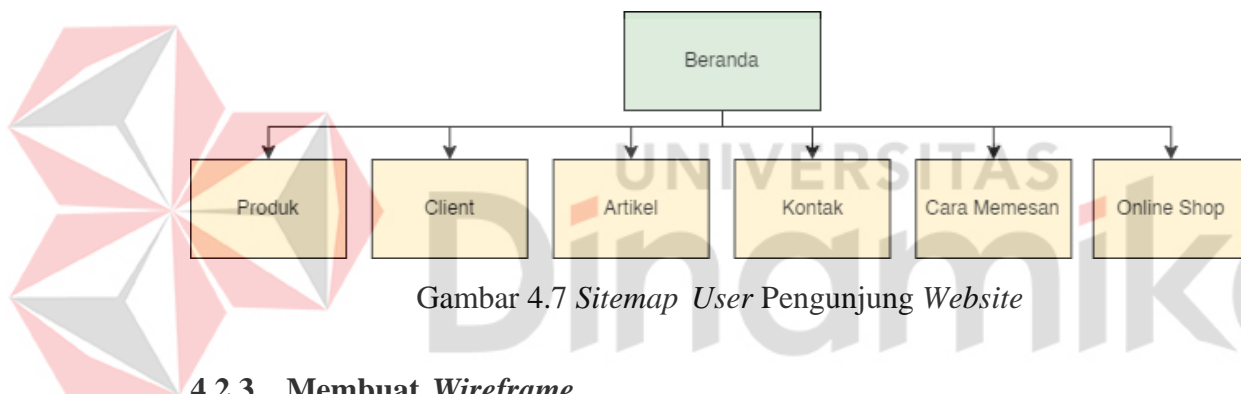 Beranda
Produk
Client
Artikel
Kontak
Cara Memesan
Online Shop
UNIVERSITAS
Dinamika
Gambar 4.7 Sitemap User Pengunjung Website
4.2.3 Membuat Wireframe